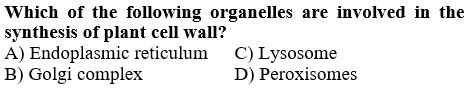 Which of the following organelles are involved in the
synthesis of plant cell wall?
A) Endoplasmic reticulum C) Lysosome
B) Golgi complex D) Peroxisomes